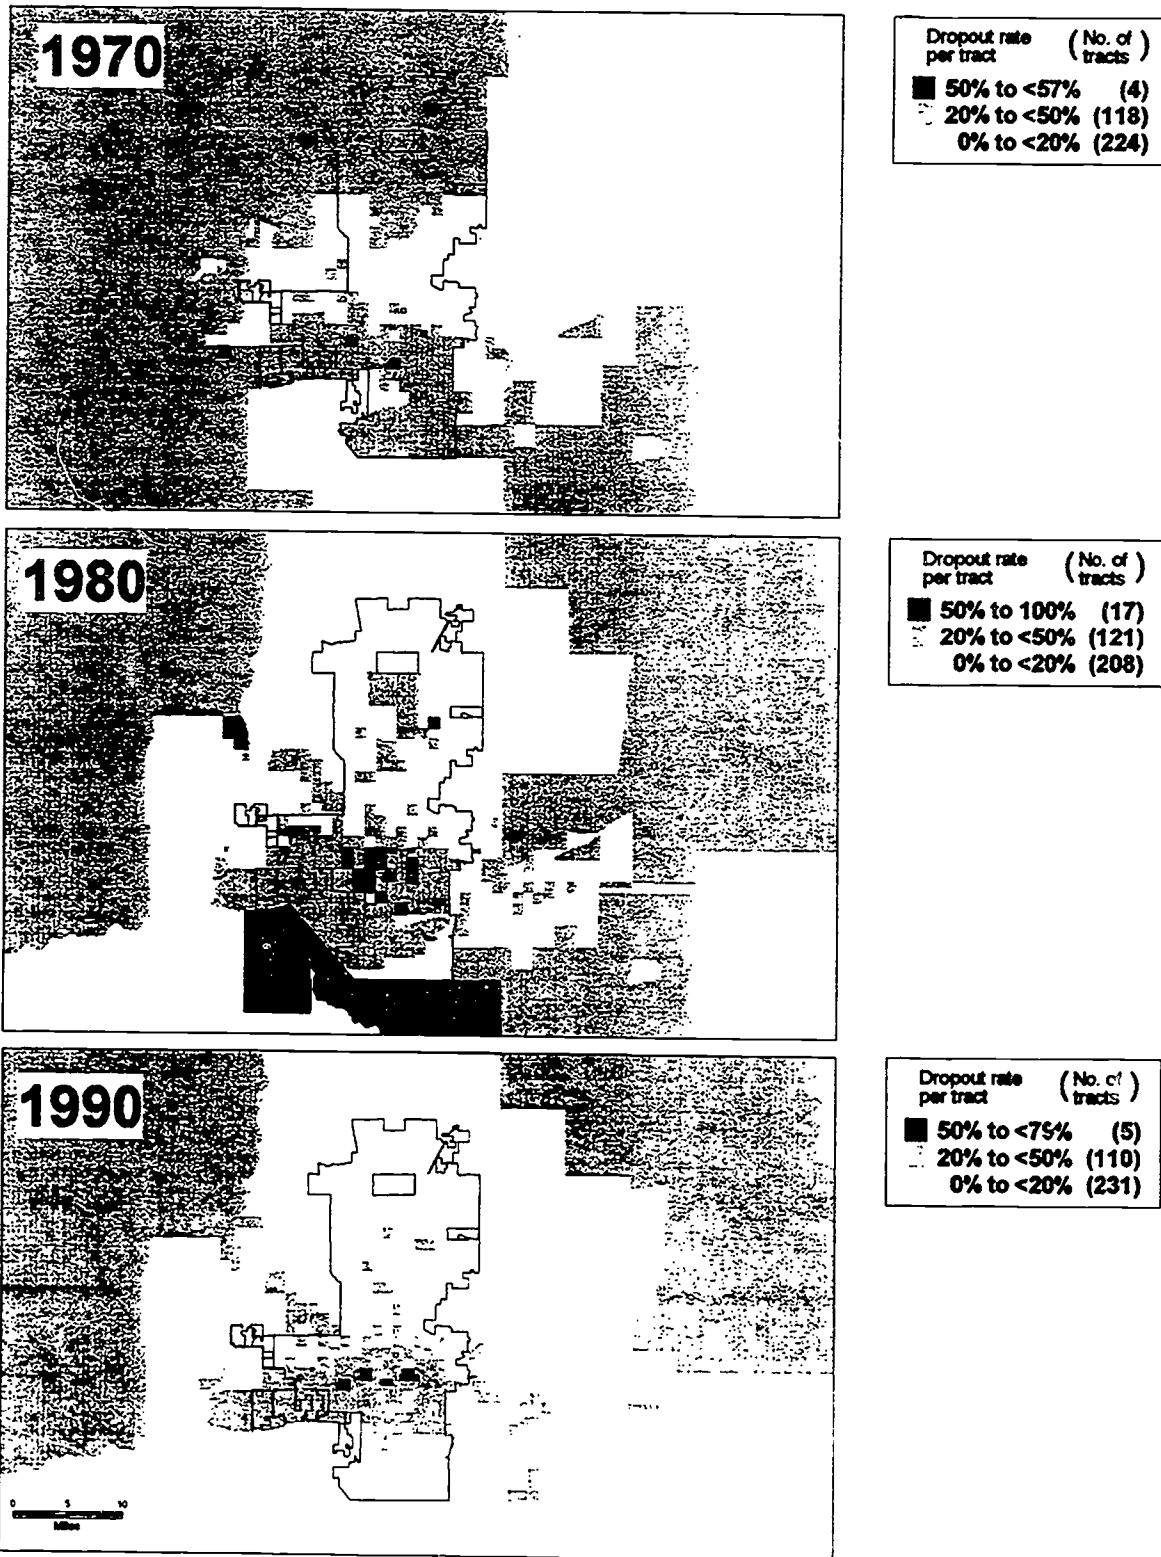 1970
Dropout rate per tract (No. of tracts)
50% to <57% (4)
20% to <50% (118)
0% to <20% (224)
1980
Dropout rate per tract (No. of tracts)
50% to 100% (17)
20% to <50% (121)
0% to <20% (208)
1990
Dropout rate per tract (No. of tracts)
50% to <75% (5)
20% to <50% (110)
0% to <20% (231)
0 5 10
Miles